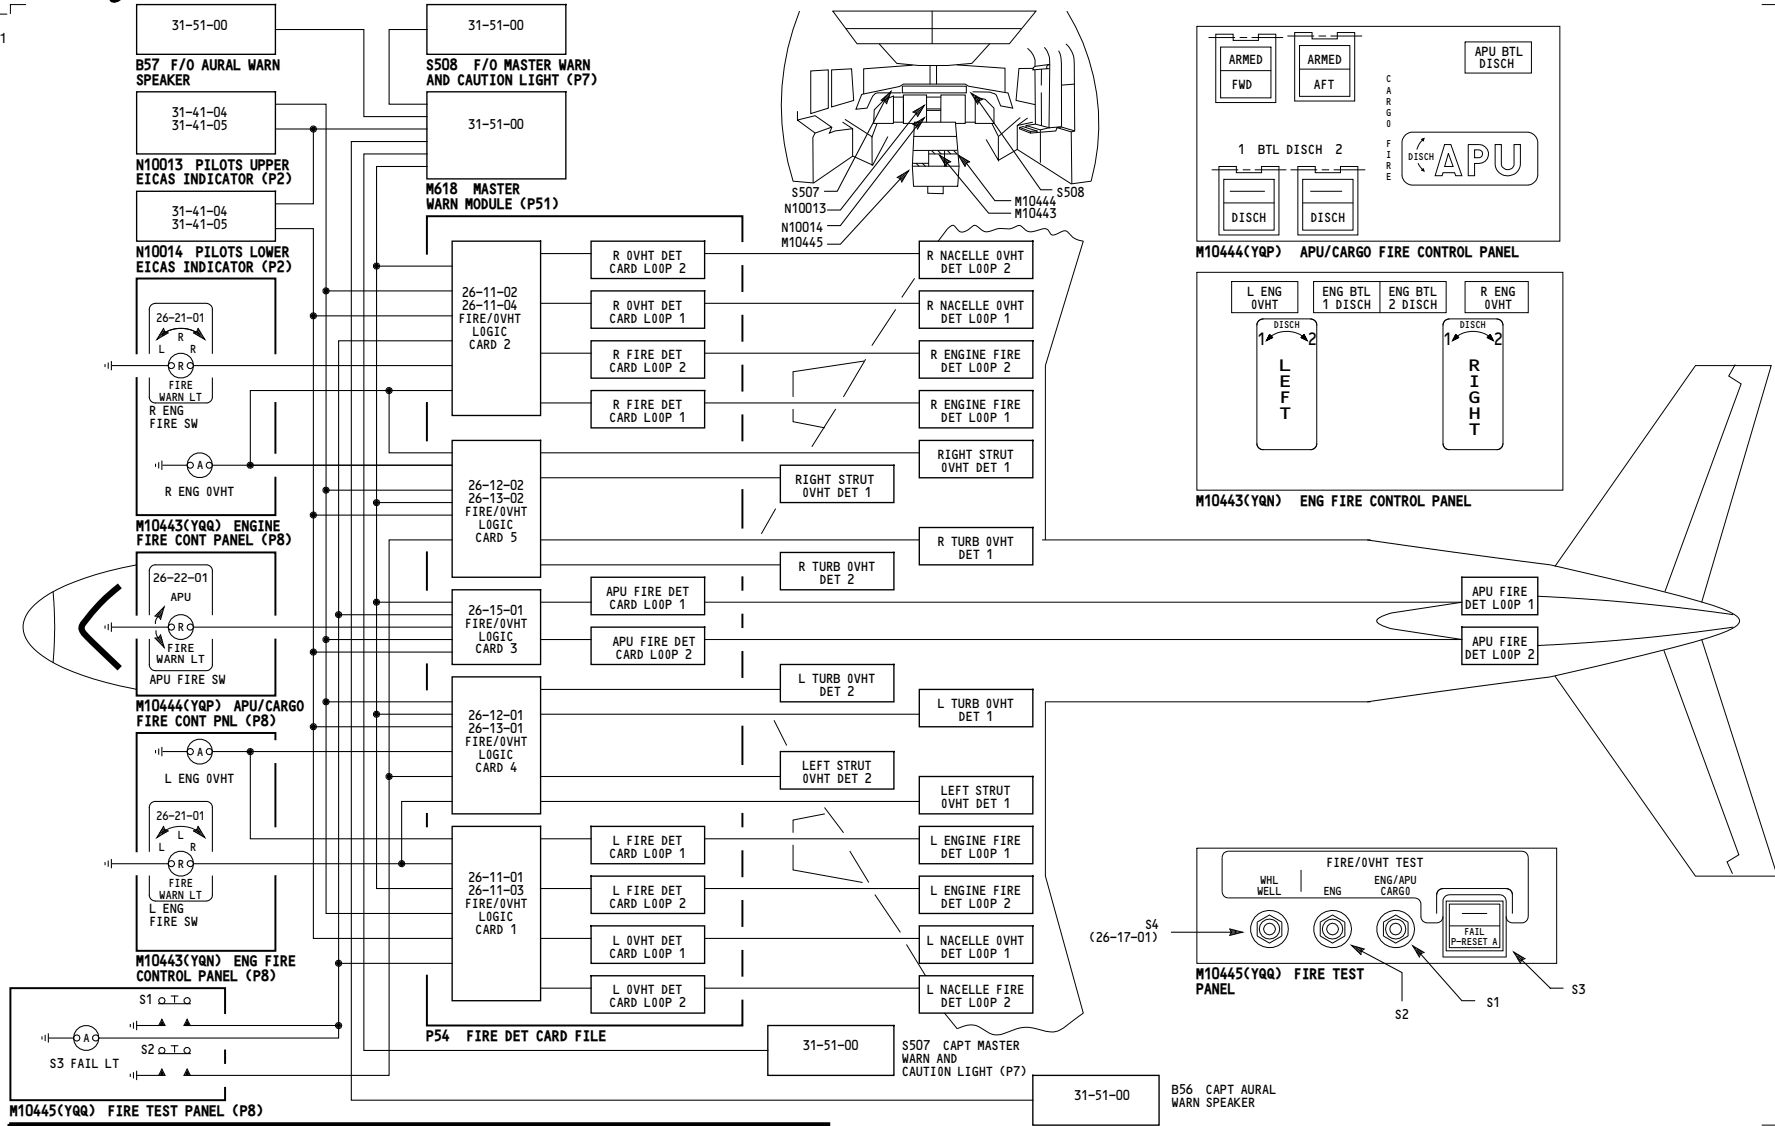 1
31-51-00
B57 F/O AURAL WARN
SPEAKER
31-41-04
31-41-05
N10013 PILOTS UPPER
EICAS INDICATOR (P2)
31-41-04
31-41-05
N10014 PILOTS LOWER
EICAS INDICATOR (P2)
26-21-01
R
L R
R
FIRE
WARN LT
R ENG
FIRE SW
A
R ENG OVHT
M10443(YQQ) ENGINE
FIRE CONT PANEL (P8)
26-22-01
APU
R
FIRE
WARN LT
APU FIRE SW
M10444(YQP) APU/CARGO
FIRE CONT PNL (P8)
A
L ENG OVHT
26-21-01
L
L R
R
FIRE
WARN LT
L ENG
FIRE SW
M10443(YQN) ENG FIRE
CONTROL PANEL (P8)
S1 T
A
S2 T
S3 FAIL LT
M10445(YQQ) FIRE TEST PANEL (P8)
31-51-00
S508 F/O MASTER WARN
AND CAUTION LIGHT (P7)
31-51-00
M618 MASTER
WARN MODULE (P51)
26-11-02
26-11-04
FIRE/OVHT
LOGIC
CARD 2
26-12-02
26-13-02
FIRE/OVHT
LOGIC
CARD 5
26-15-01
FIRE/OVHT
LOGIC
CARD 3
26-12-01
26-13-01
FIRE/OVHT
LOGIC
CARD 4
26-11-01
26-11-03
FIRE/OVHT
LOGIC
CARD 1
R OVHT DET
CARD LOOP 2
R OVHT DET
CARD LOOP 1
R FIRE DET
CARD LOOP 2
R FIRE DET
CARD LOOP 1
APU FIRE DET
CARD LOOP 1
APU FIRE DET
CARD LOOP 2
L FIRE DET
CARD LOOP 1
L FIRE DET
CARD LOOP 2
L OVHT DET
CARD LOOP 1
L OVHT DET
CARD LOOP 2
P54 FIRE DET CARD FILE
S507
N10013
N10014
M10445
S508
M10444
M10443
R NACELLE OVHT
DET LOOP 2
R NACELLE OVHT
DET LOOP 1
R ENGINE FIRE
DET LOOP 2
R ENGINE FIRE
DET LOOP 1
RIGHT STRUT
OVHT DET 1
RIGHT STRUT
OVHT DET 1
R TURB OVHT
DET 1
R TURB OVHT
DET 2
L TURB OVHT
DET 2
L TURB OVHT
DET 1
LEFT STRUT
OVHT DET 2
LEFT STRUT
OVHT DET 1
L ENGINE FIRE
DET LOOP 1
L ENGINE FIRE
DET LOOP 2
L NACELLE OVHT
DET LOOP 1
L NACELLE FIRE
DET LOOP 2
31-51-00
S507 CAPT MASTER
WARN AND
CAUTION LIGHT (P7)
31-51-00
B56 CAPT AURAL
WARN SPEAKER
APU FIRE
DET LOOP 1
APU FIRE
DET LOOP 2
ARMED
FWD
ARMED
AFT
CARGO FIRE
APU BTL
DISCH
1 BTL DISCH 2
DISCH
DISCH
DISCH APU
M10444(YQP) APU/CARGO FIRE CONTROL PANEL
L ENG
OVHT
ENG BTL
1 DISCH
ENG BTL
2 DISCH
R ENG
OVHT
DISCH
1 2
LEFT
DISCH
1 2
RIGHT
M10443(YQN) ENG FIRE CONTROL PANEL
FIRE/OVHT TEST
WHL
WELL
ENG
ENG/APU
CARGO
FAIL
P-RESET A
S4
(26-17-01)
M10445(YQQ) FIRE TEST
PANEL
S2
S1
S3